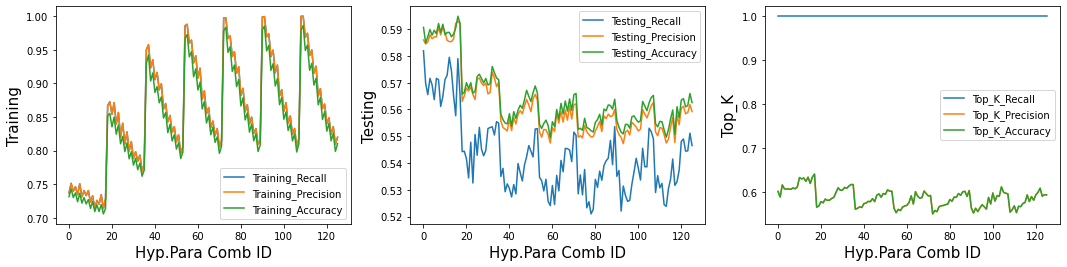 Training
1.00
0.95
0.90
0.85
0.80
0.75
0.70
Training_Recall
Training_Precision
Training_Accuracy
0 20 40 60 80 100 120
Hyp.Para Comb ID
Testing
0.59
0.58
0.57
0.56
0.55
0.54
0.53
0.52
Testing_Recall
Testing_Precision
Testing_Accuracy
0 20 40 60 80 100 120
Hyp.Para Comb ID
Top_K
1.0
0.9
0.8
0.7
0.6
Top_K_Recall
Top_K_Precision
Top_K_Accuracy
0 20 40 60 80 100 120
Hyp.Para Comb ID